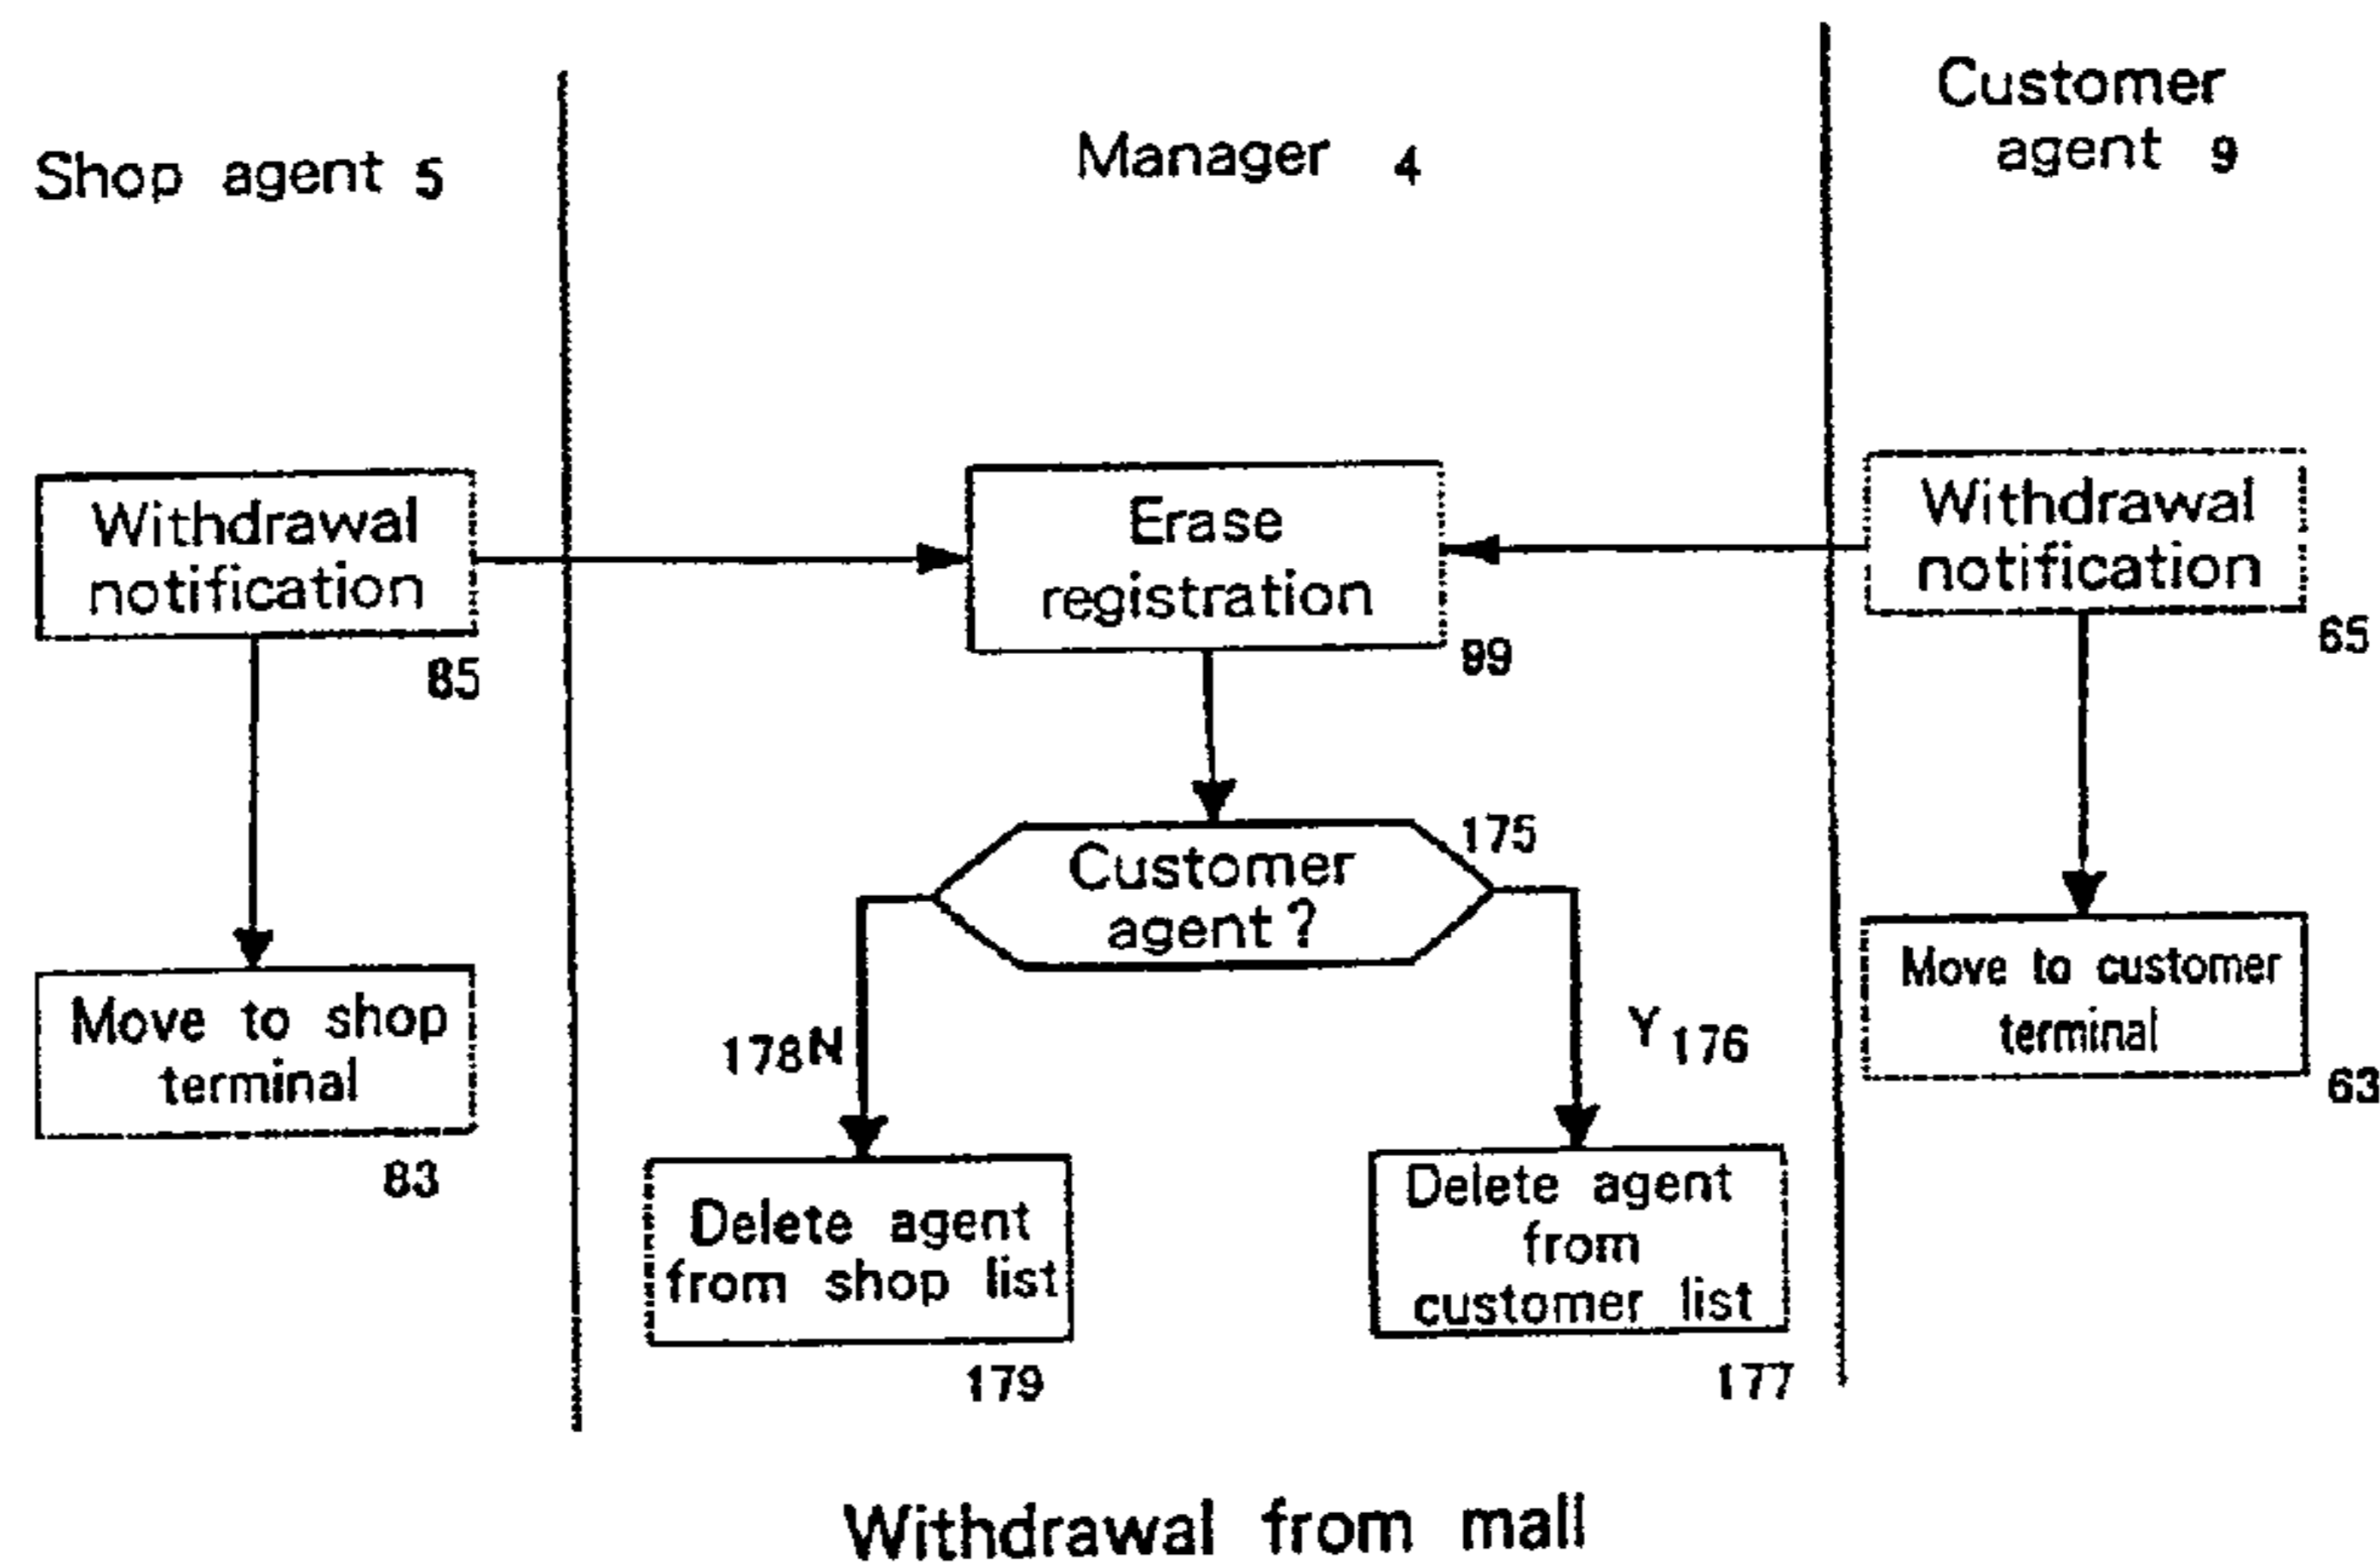 Shop agent 5
Manager 4
Customer
agent 9
Withdrawal
notification
85
Erase
registration
99
Withdrawal
notification
65
Customer
agent?
175
Move to shop
terminal
83
178 N
Y 176
Move to customer
terminal
63
Delete agent
from shop list
179
Delete agent
from
customer list
177
Withdrawal from mall